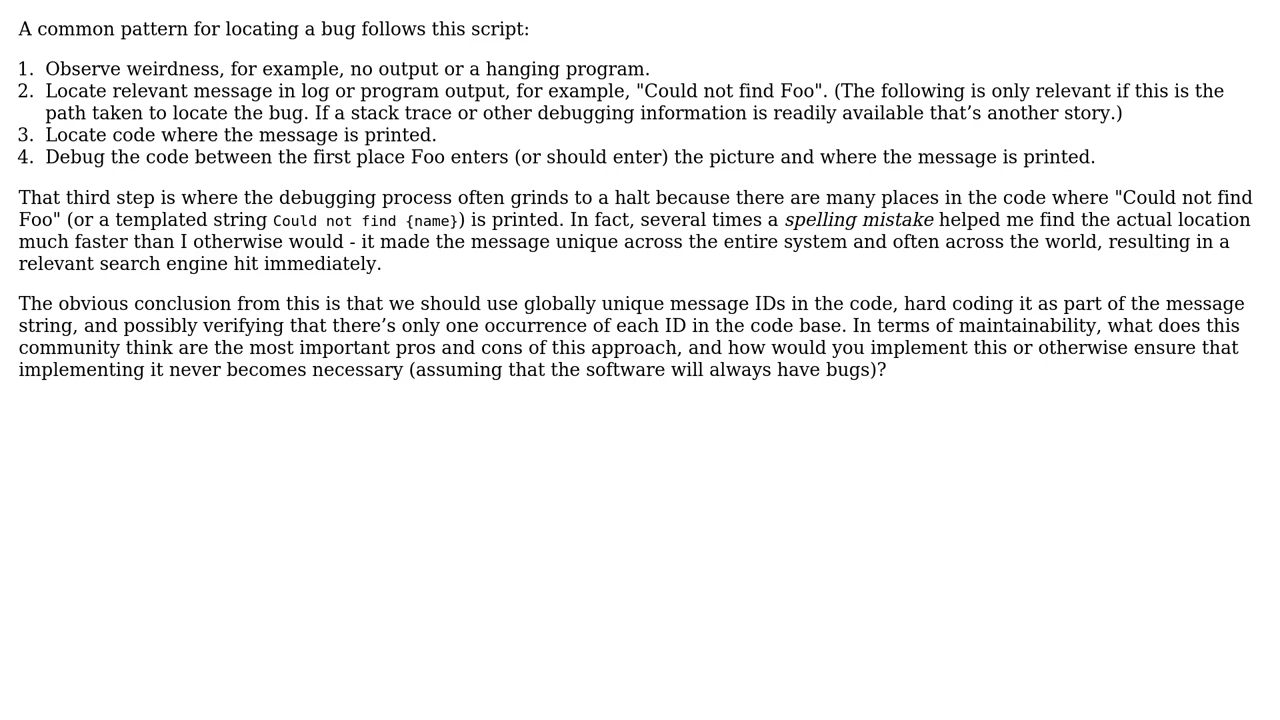 A common pattern for locating a bug follows this script:
1. Observe weirdness, for example, no output or a hanging program.
2. Locate relevant message in log or program output, for example, "Could not find Foo". (The following is only relevant if this is the
path taken to locate the bug. If a stack trace or other debugging information is readily available that’s another story.)
3. Locate code where the message is printed.
4. Debug the code between the first place Foo enters (or should enter) the picture and where the message is printed.
That third step is where the debugging process often grinds to a halt because there are many places in the code where "Could not find
Foo" (or a templated string Could not find {name}) is printed. In fact, several times a spelling mistake helped me find the actual location
much faster than I otherwise would - it made the message unique across the entire system and often across the world, resulting in a
relevant search engine hit immediately.
The obvious conclusion from this is that we should use globally unique message IDs in the code, hard coding it as part of the message
string, and possibly verifying that there’s only one occurrence of each ID in the code base. In terms of maintainability, what does this
community think are the most important pros and cons of this approach, and how would you implement this or otherwise ensure that
implementing it never becomes necessary (assuming that the software will always have bugs)?